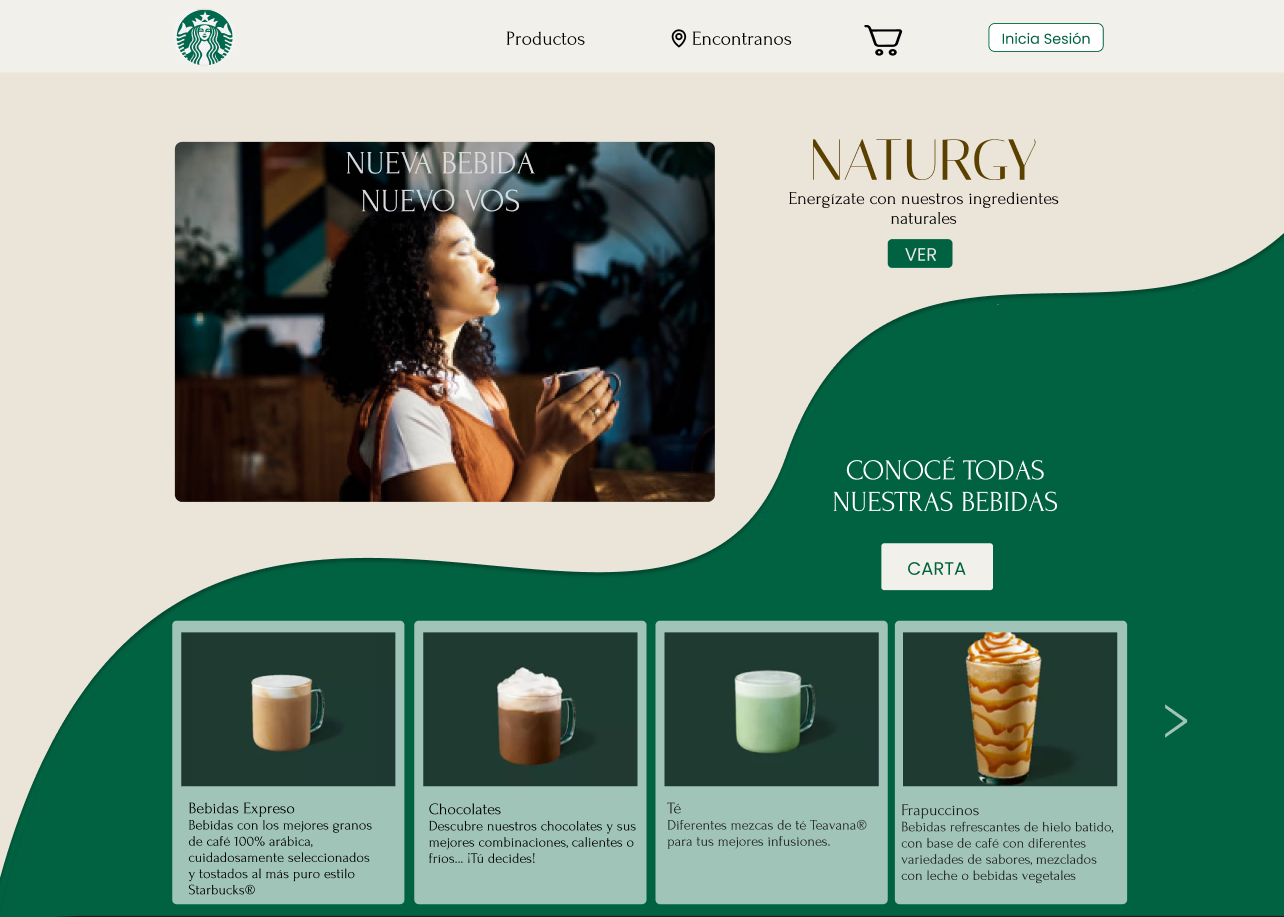 Productos
Encontranos
Inicia Sesión
NUEVA BEBIDA
NUEVO VOS
NATURGY
Energízate con nuestros ingredientes
naturales
VER
CONOCÉ TODAS
NUESTRAS BEBIDAS
CARTA
Bebidas Expreso
Bebidas con los mejores granos
de café 100% arábica,
cuidadosamente seleccionados
y tostados al más puro estilo
Starbucks®
Chocolates
Descubre nuestros chocolates y sus
mejores combinaciones, calientes o
fríos... ¡Tú decides!
Té
Diferentes mezcas de té Teavana®
para tus mejores infusiones.
Frapuccinos
Bebidas refrescantes de hielo batido,
con base de café con diferentes
variedades de sabores, mezclados
con leche o bebidas vegetales